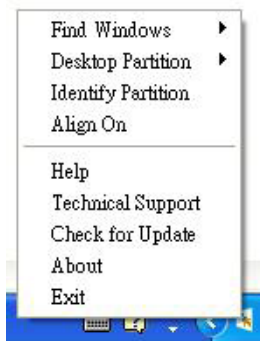 Find Windows
Desktop Partition
Identify Partition
Align On
Help
Technical Support
Check for Update
About
Exit